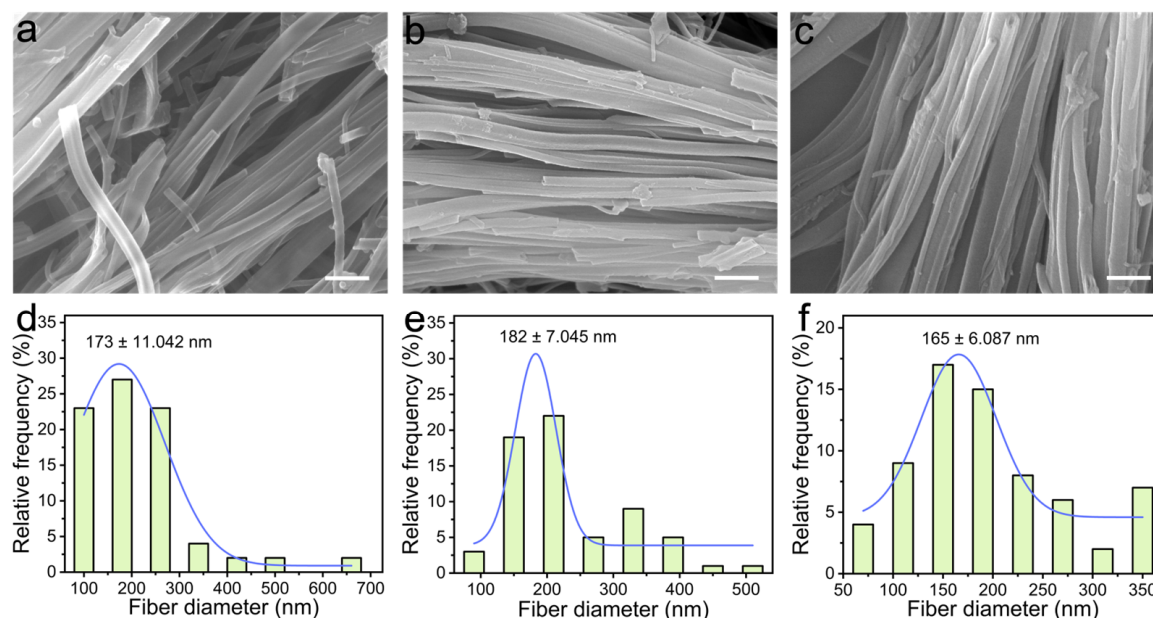 a
b
c
d
173 ± 11.042 nm
Relative frequency (%)
35
30
25
20
15
10
5
0
100 200 300 400 500 600 700
Fiber diameter (nm)
e
182 ± 7.045 nm
Relative frequency (%)
35
30
25
20
15
10
5
0
100 200 300 400 500
Fiber diameter (nm)
f
165 ± 6.087 nm
Relative frequency (%)
20
15
10
5
0
50 100 150 200 250 300 350
Fiber diameter (nm)